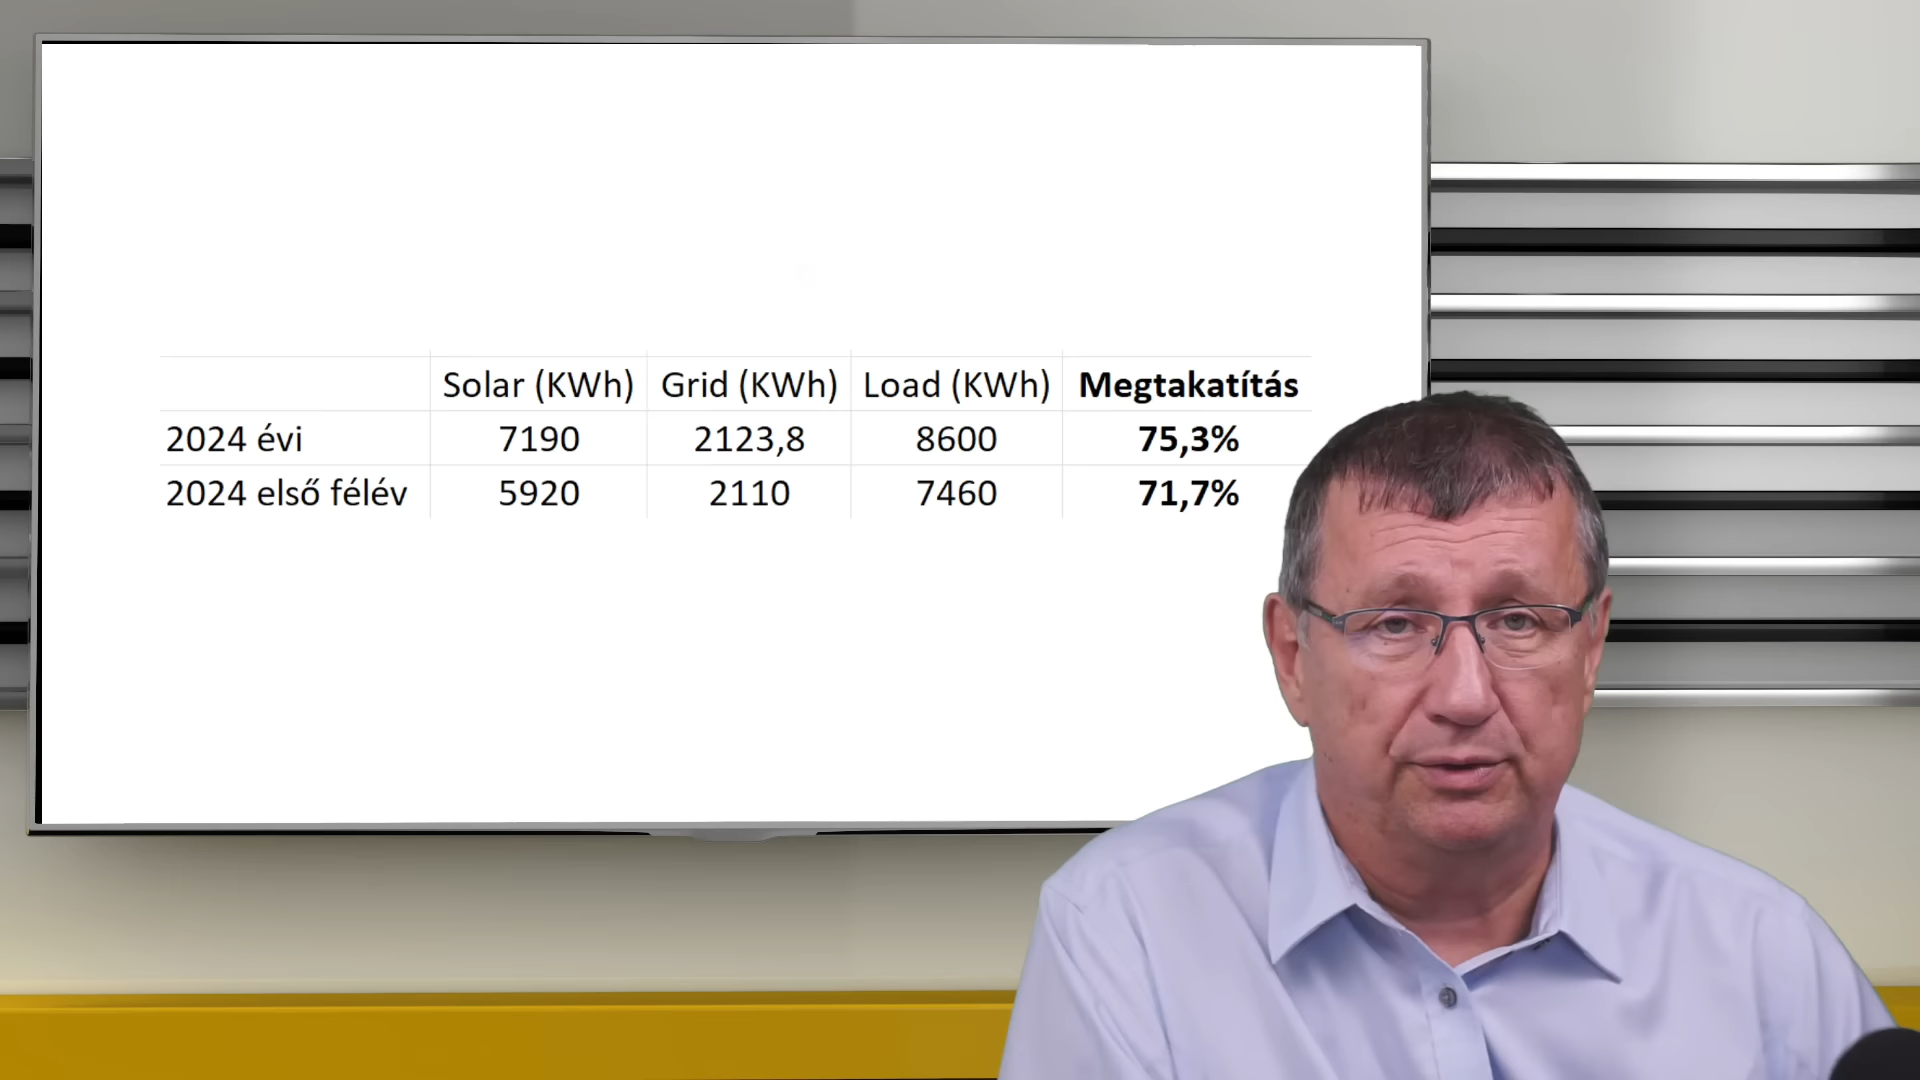 Solar (KWh) Grid (KWh) Load (KWh) Megtakatítás
2024 évi 7190 2123,8 8600 75,3%
2024 első félév 5920 2110 7460 71,7%